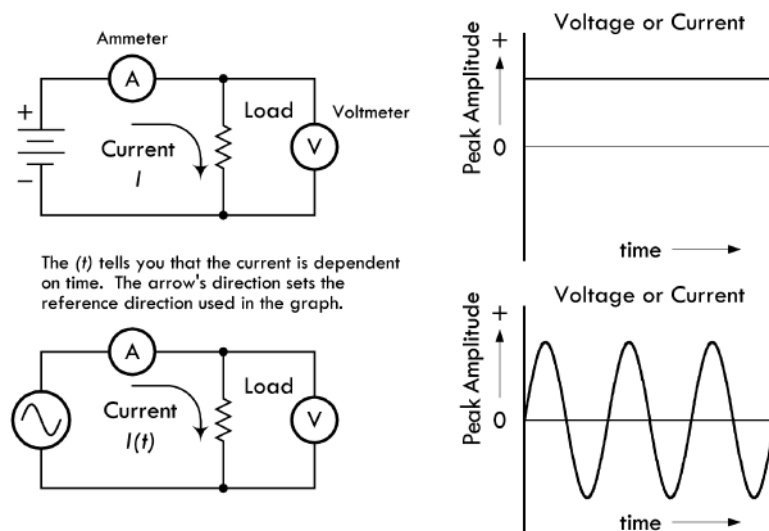 Ammeter
A
+
Load
Voltmeter
Current
I
V
−
Voltage or Current
+
Peak Amplitude
0
time
The (t) tells you that the current is dependent
on time. The arrow's direction sets the
reference direction used in the graph.
A
Load
Current
I(t)
V
Voltage or Current
+
Peak Amplitude
0
time